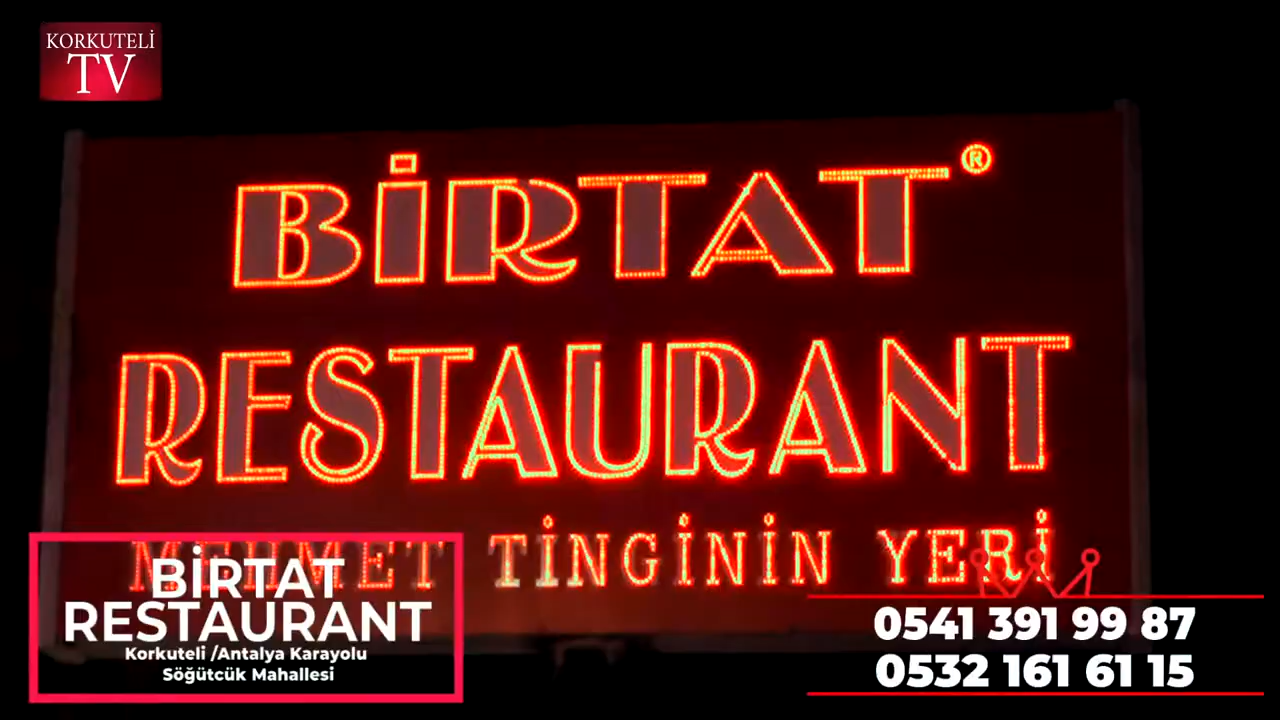 KORKUTELİ
TV
BİRTAT®
RESTAURANT
MEHMET TİNGİNİN YERİ
BİRTAT
RESTAURANT
Korkuteli /Antalya Karayolu
Söğütcük Mahallesi
0541 391 99 87
0532 161 61 15